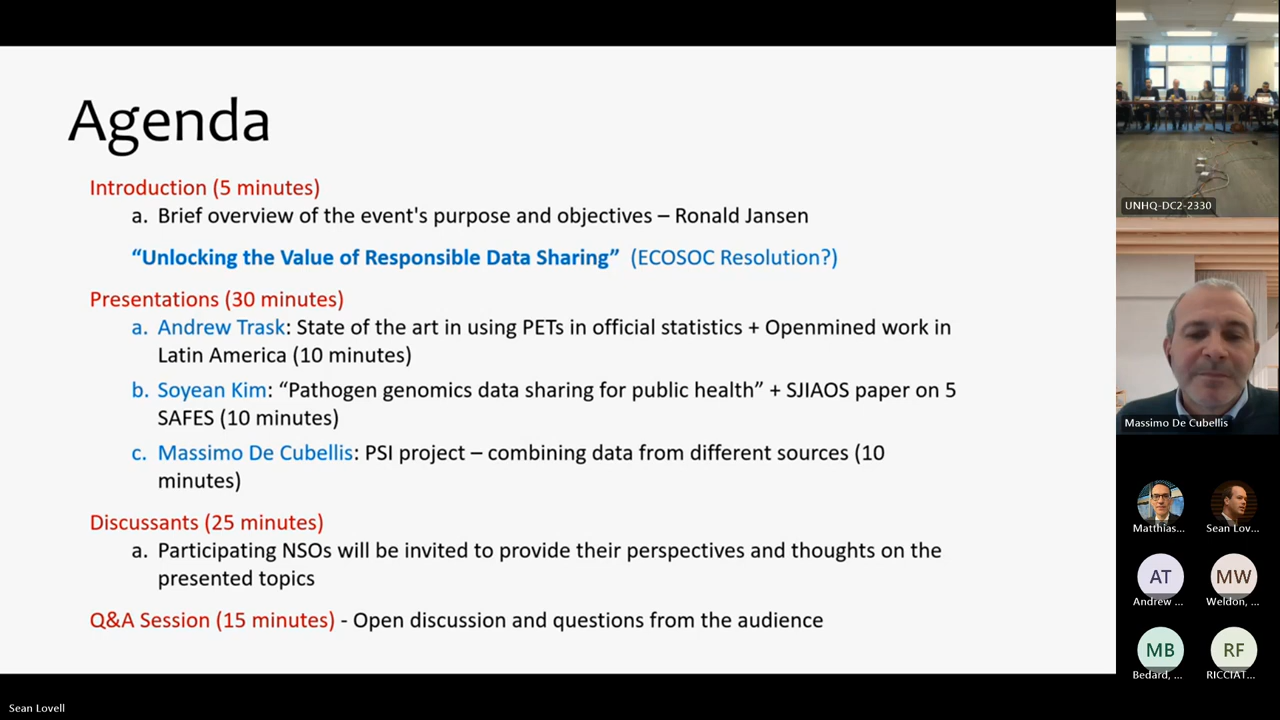 Agenda
Introduction (5 minutes)
a. Brief overview of the event's purpose and objectives – Ronald Jansen
“Unlocking the Value of Responsible Data Sharing” (ECOSOC Resolution?)
Presentations (30 minutes)
a. Andrew Trask: State of the art in using PETs in official statistics + Openmined work in
Latin America (10 minutes)
b. Soyean Kim: “Pathogen genomics data sharing for public health” + SJIAOS paper on 5
SAFES (10 minutes)
c. Massimo De Cubellis: PSI project – combining data from different sources (10
minutes)
Discussants (25 minutes)
a. Participating NSOs will be invited to provide their perspectives and thoughts on the
presented topics
Q&A Session (15 minutes) - Open discussion and questions from the audience
UNHQ-DC2-2330
Massimo De Cubellis
Matthias...
Sean Lov...
AT
MW
Andrew ...
Weldon, ...
MB
RF
Bedard, ...
RICCIAT...
Sean Lovell